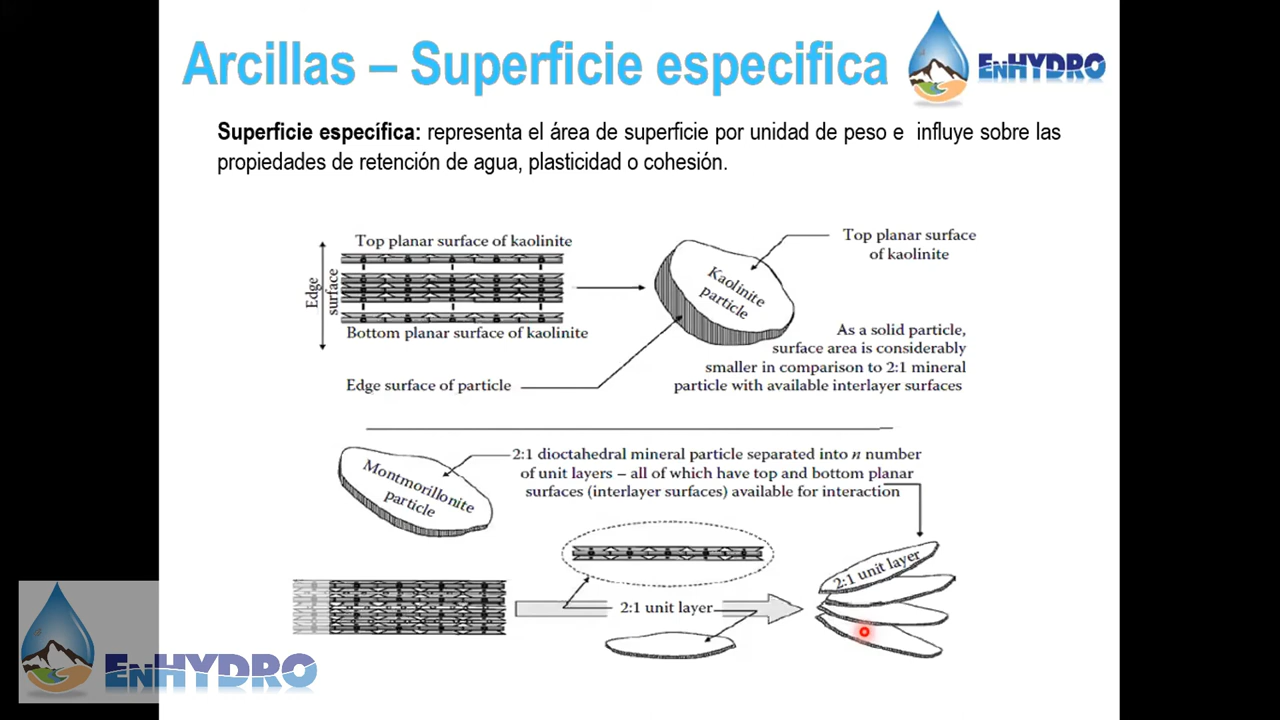 Arcillas – Superficie especifica
EnHYDRO
Superficie específica: representa el área de superficie por unidad de peso e influye sobre las
propiedades de retención de agua, plasticidad o cohesión.
Top planar surface of kaolinite
Edge
surface
Bottom planar surface of kaolinite
Edge surface of particle
Kaolinite
particle
Top planar surface
of kaolinite
As a solid particle,
surface area is considerably
smaller in comparison to 2:1 mineral
particle with available interlayer surfaces
Montmorillonite
particle
2:1 dioctahedral mineral particle separated into n number
of unit layers – all of which have top and bottom planar
surfaces (interlayer surfaces) available for interaction
2:1 unit layer
2:1 unit layer
EnHYDRO